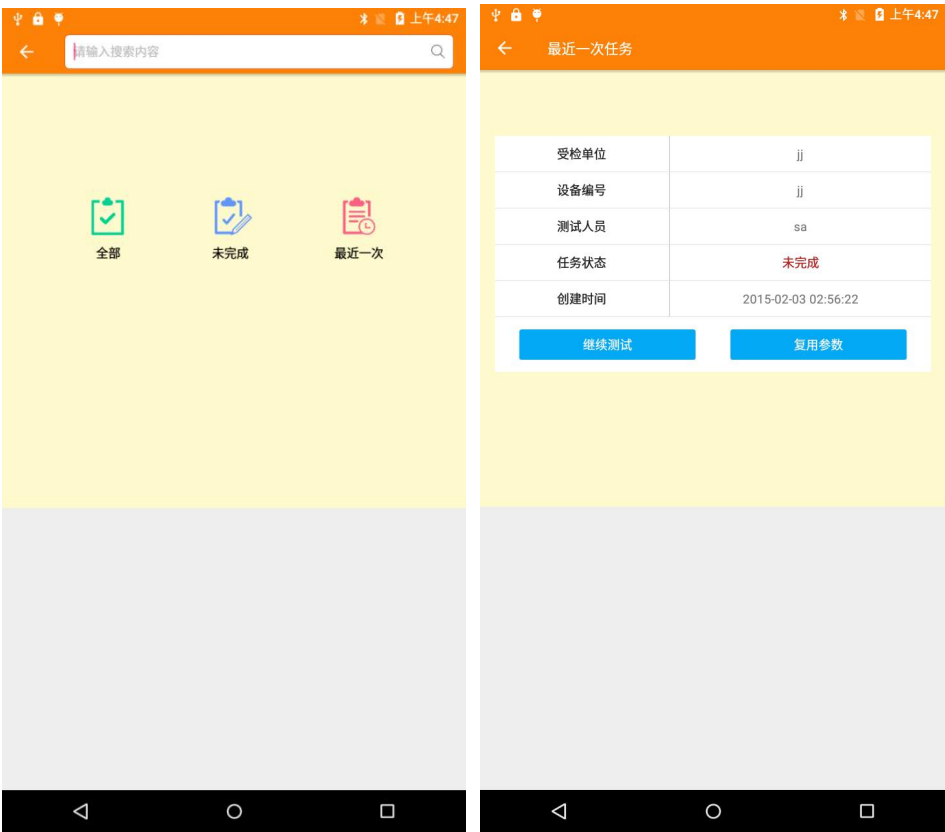 上午4:47
请输入搜索内容
全部
未完成
最近一次
上午4:47
最近一次任务
受检单位 jj
设备编号 jj
测试人员 sa
任务状态 未完成
创建时间 2015-02-03 02:56:22
继续测试 复用参数